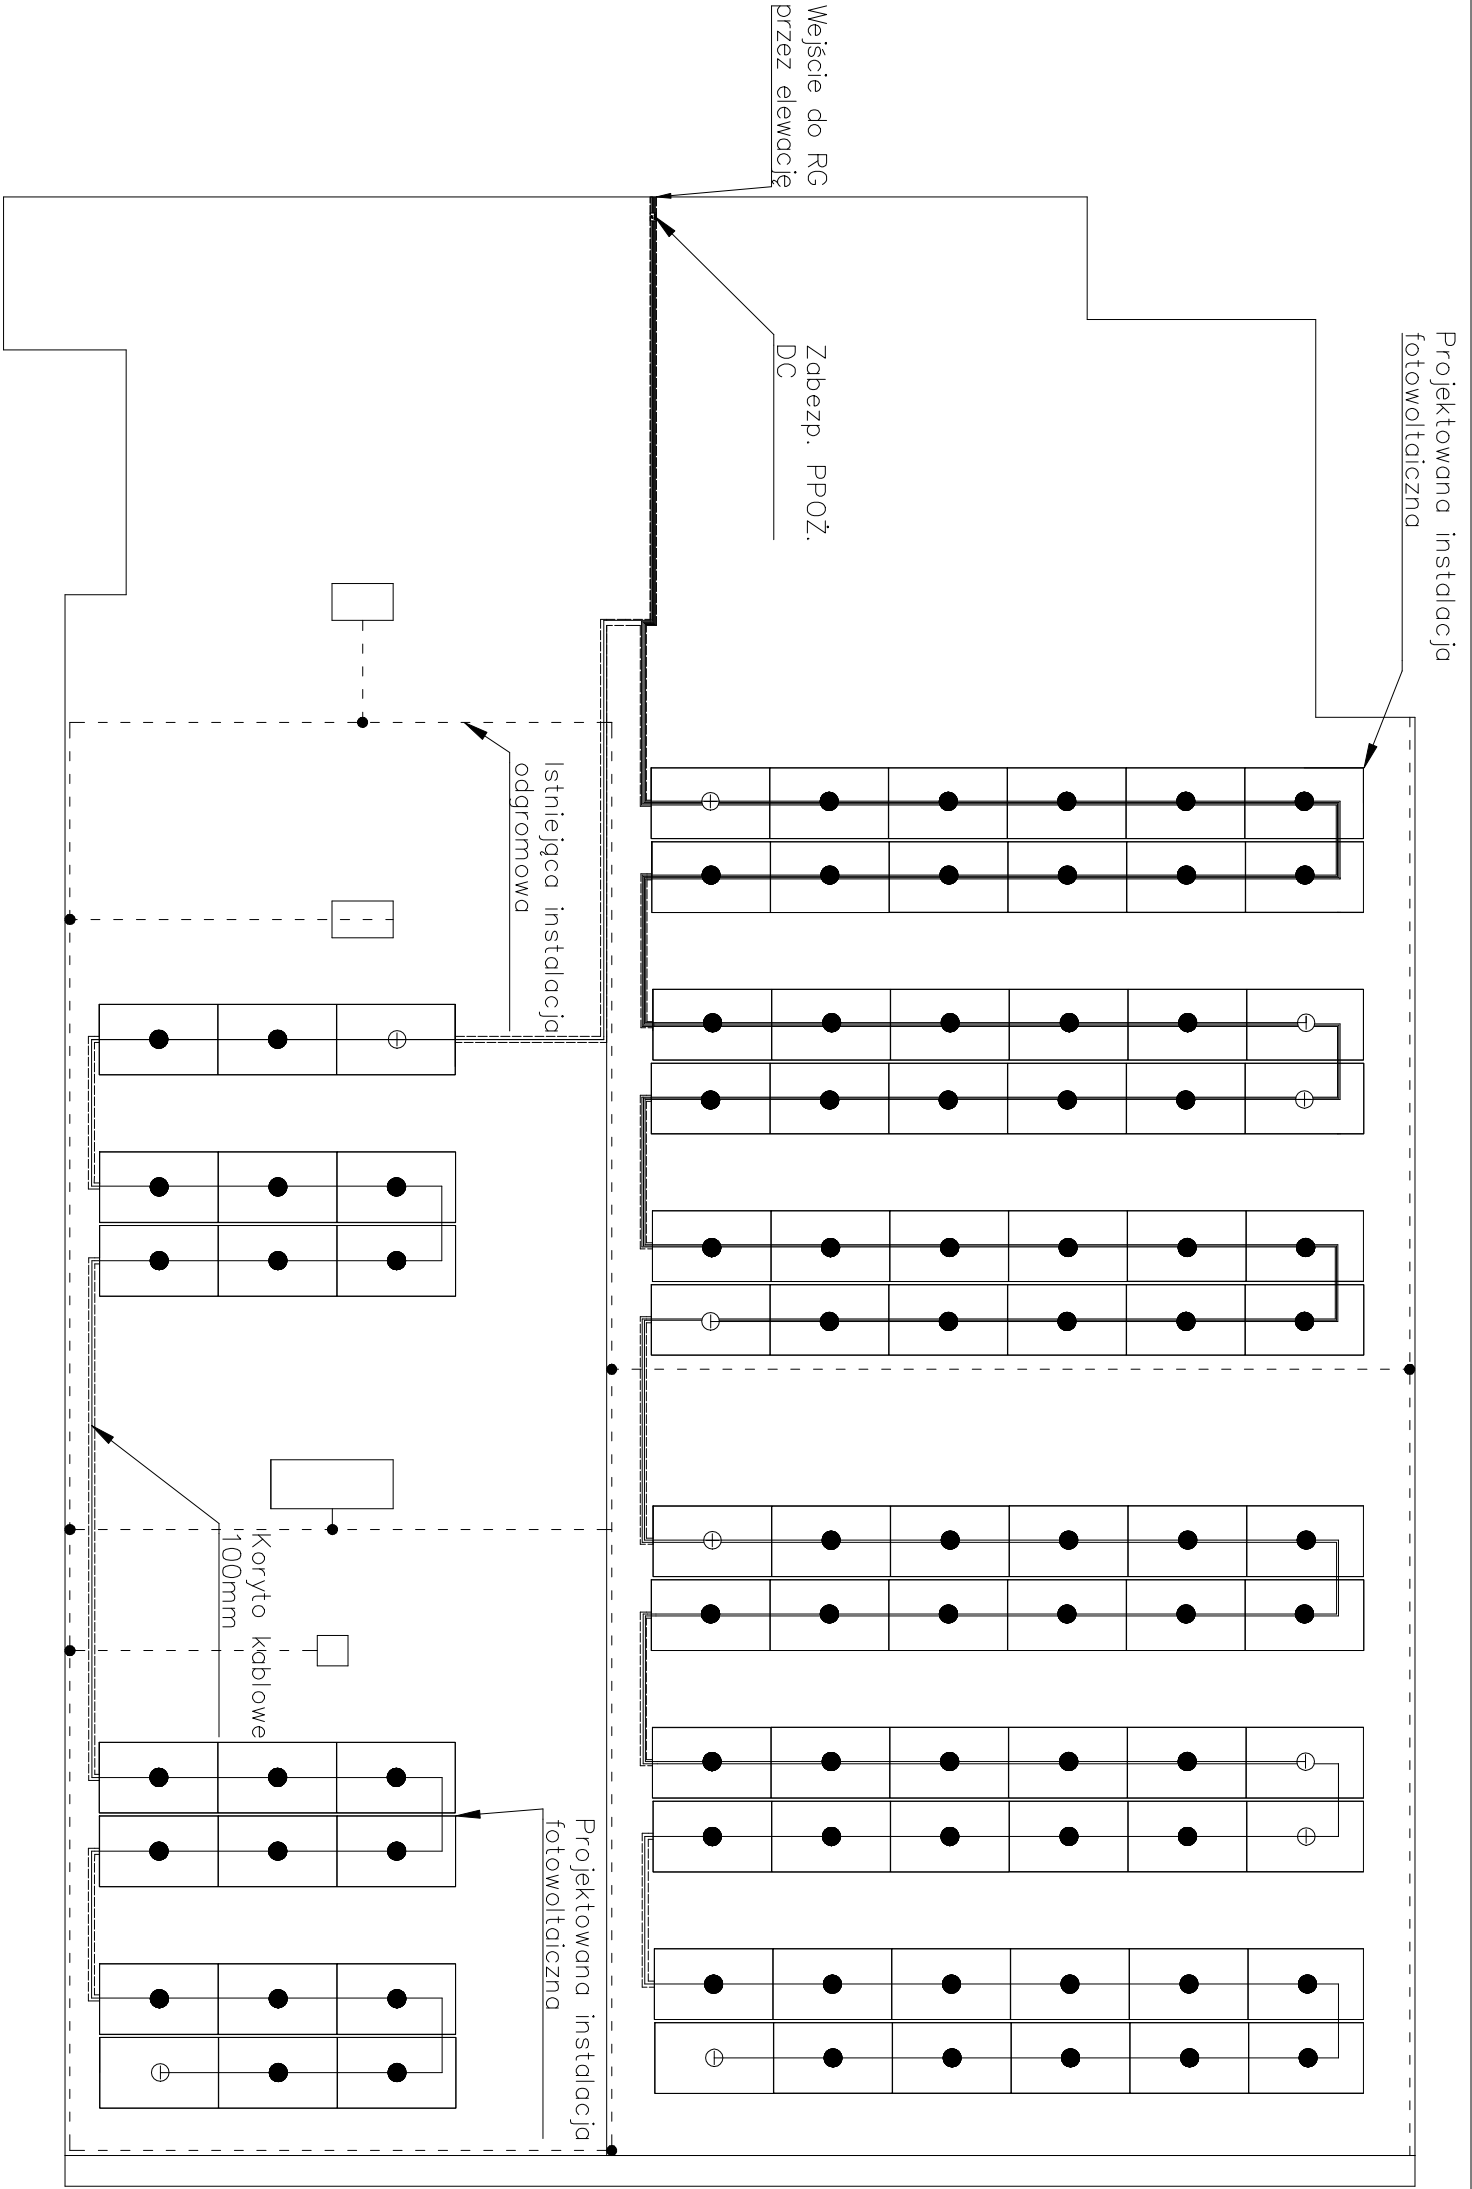 Wejście do RG
przez elewację
Zabezp. PPOŻ.
DC
Projektowana instalacja
fotowoltaiczna
Istniejąca instalacja
odgromowa
Koryto kablowe
100mm
Projektowana instalacja
fotowoltaiczna